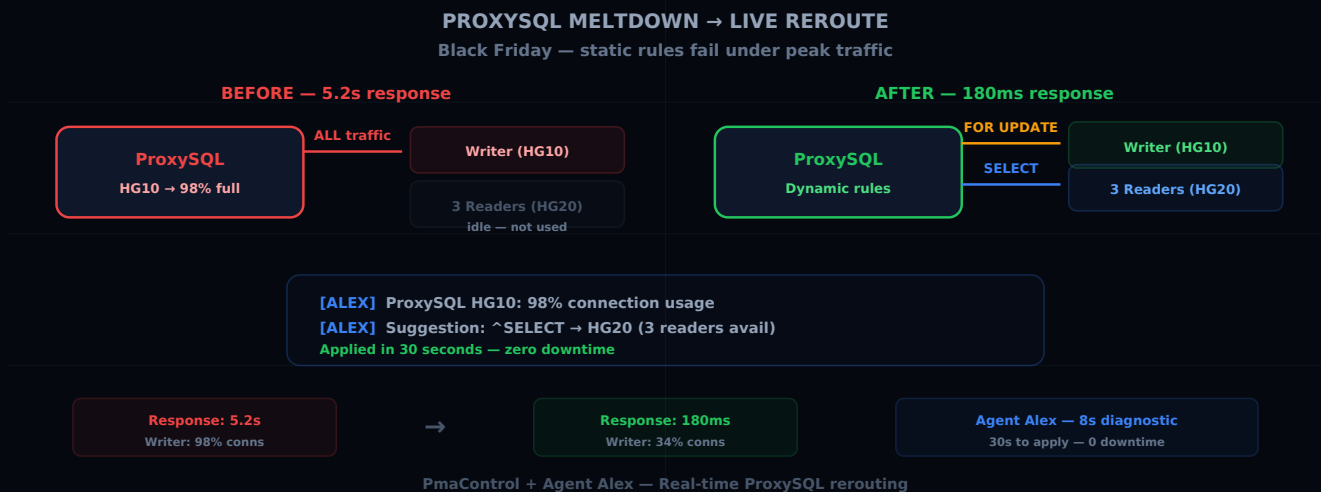 PROXYSQL MELTDOWN → LIVE REROUTE
Black Friday — static rules fail under peak traffic
BEFORE — 5.2s response
ProxySQL
HG10 → 98% full
ALL traffic
Writer (HG10)
3 Readers (HG20)
idle — not used
AFTER — 180ms response
ProxySQL
Dynamic rules
FOR UPDATE
SELECT
Writer (HG10)
3 Readers (HG20)
[ALEX] ProxySQL HG10: 98% connection usage
[ALEX] Suggestion: ^SELECT → HG20 (3 readers avail)
Applied in 30 seconds — zero downtime
Response: 5.2s
Writer: 98% conns
→
Response: 180ms
Writer: 34% conns
Agent Alex — 8s diagnostic
30s to apply — 0 downtime
PmaControl + Agent Alex — Real-time ProxySQL rerouting